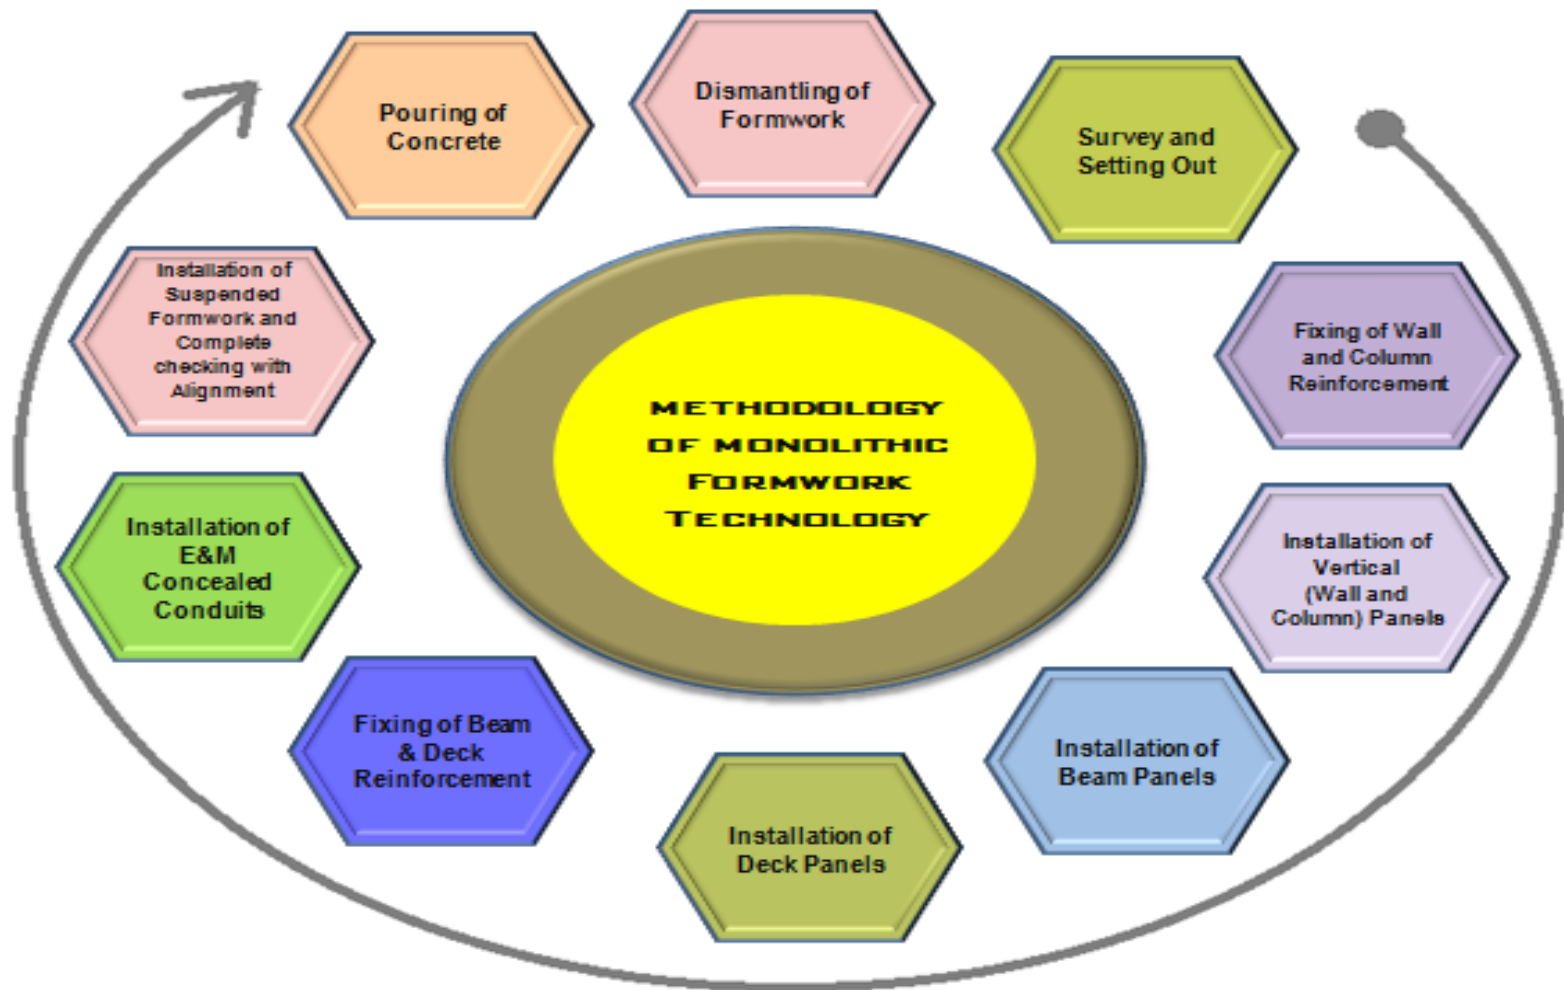 Dismantling of
Formwork
Survey and
Setting Out
Fixing of Wall
and Column
Reinforcement
Installation of
Vertical
(Wall and
Column) Panels
Installation of
Beam Panels
Installation of
Deck Panels
Fixing of Beam
& Deck
Reinforcement
Installation of
E&M
Concealed
Conduits
Installation of
Suspended
Formwork and
Complete
checking with
Alignment
Pouring of
Concrete
METHODOLOGY
OF MONOLITHIC
FORMWORK
TECHNOLOGY